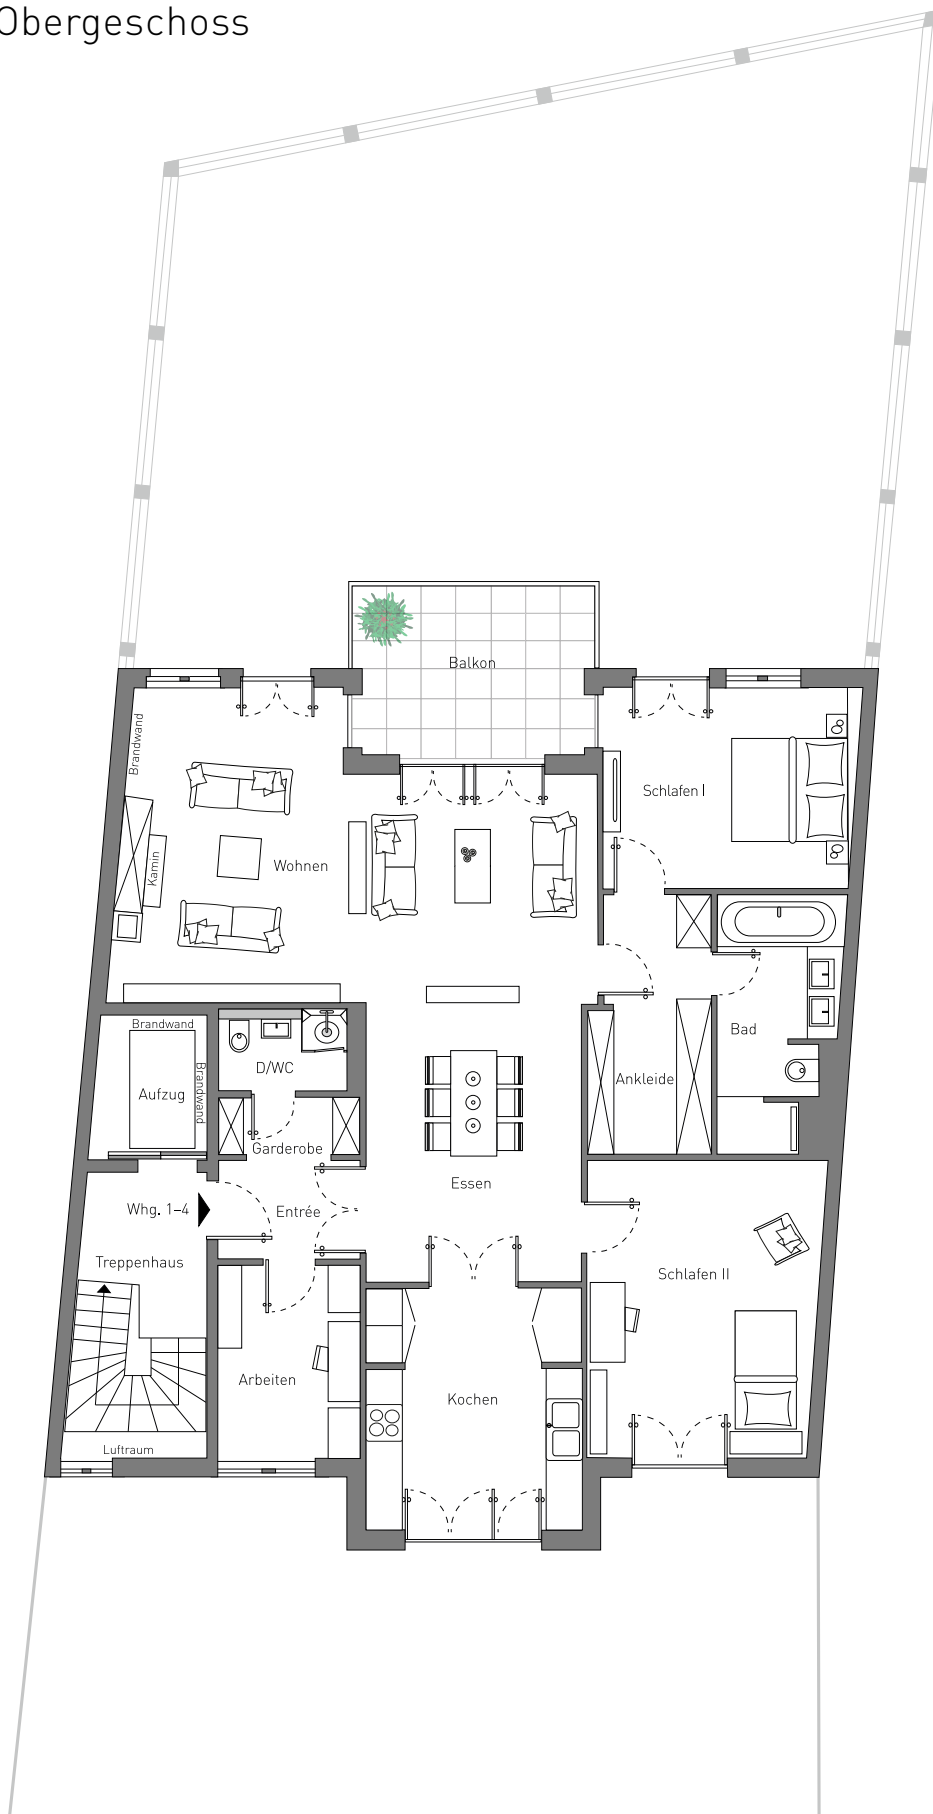 Obergeschoss
Balkon
Brandwand
Schlafen I
Kamin
Wohnen
Brandwand
Aufzug
Brandwand
D/WC
Bad
Ankleide
Garderobe
Essen
Whg. 1–4
Entrée
Treppenhaus
Schlafen II
Arbeiten
Kochen
Luftraum